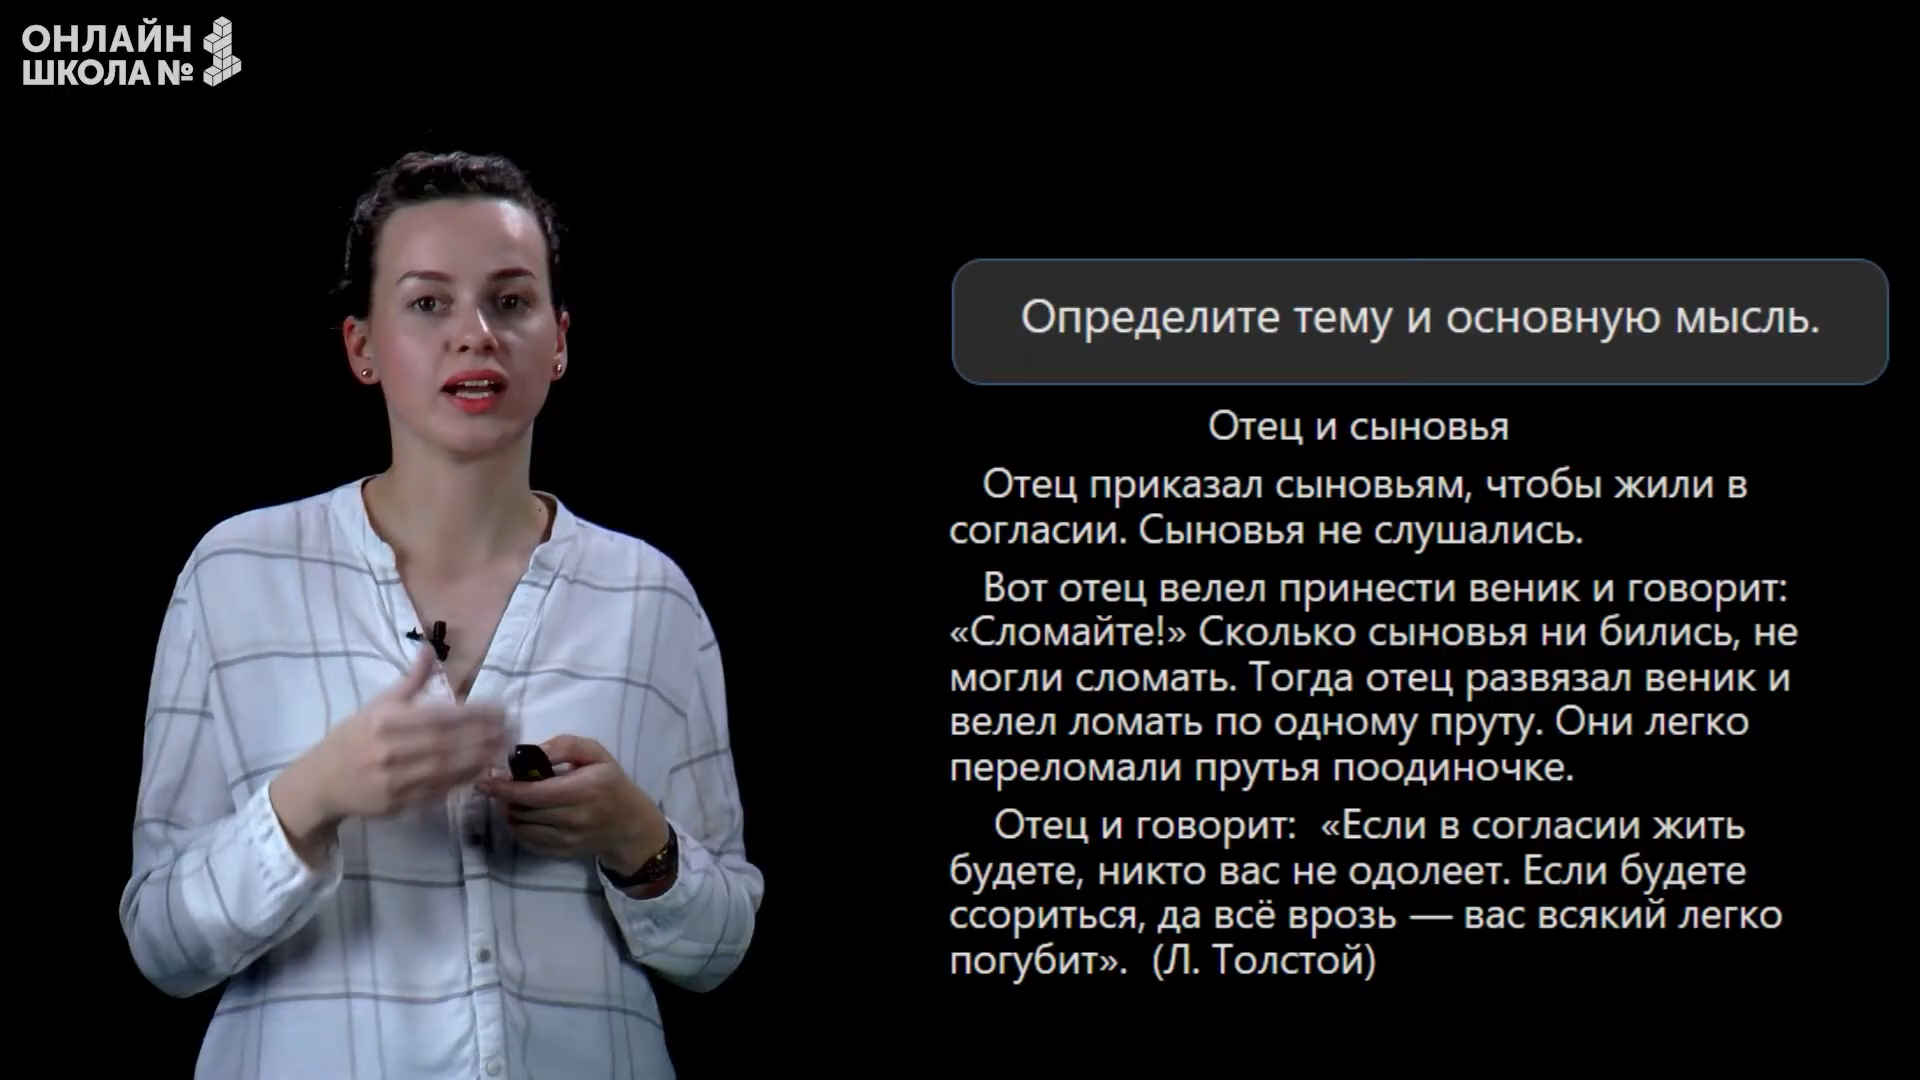 ОНЛАЙН
ШКОЛА №
Определите тему и основную мысль.
Отец и сыновья
Отец приказал сыновьям, чтобы жили в
согласии. Сыновья не слушались.
Вот отец велел принести веник и говорит:
«Сломайте!» Сколько сыновья ни бились, не
могли сломать. Тогда отец развязал веник и
велел ломать по одному пруту. Они легко
переломали прутья поодиночке.
Отец и говорит: «Если в согласии жить
будете, никто вас не одолеет. Если будете
ссориться, да всё врозь — вас всякий легко
погубит». (Л. Толстой)